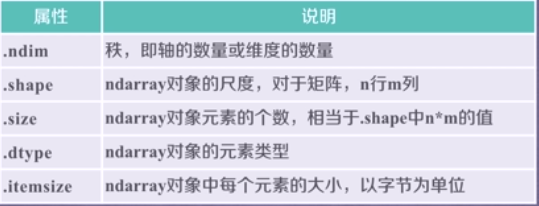 属性 说明
.ndim 秩，即轴的数量或维度的数量
.shape ndarray对象的尺度，对于矩阵，n行m列
.size ndarray对象元素的个数，相当于.shape中n*m的值
.dtype ndarray对象的元素类型
.itemsize ndarray对象中每个元素的大小，以字节为单位